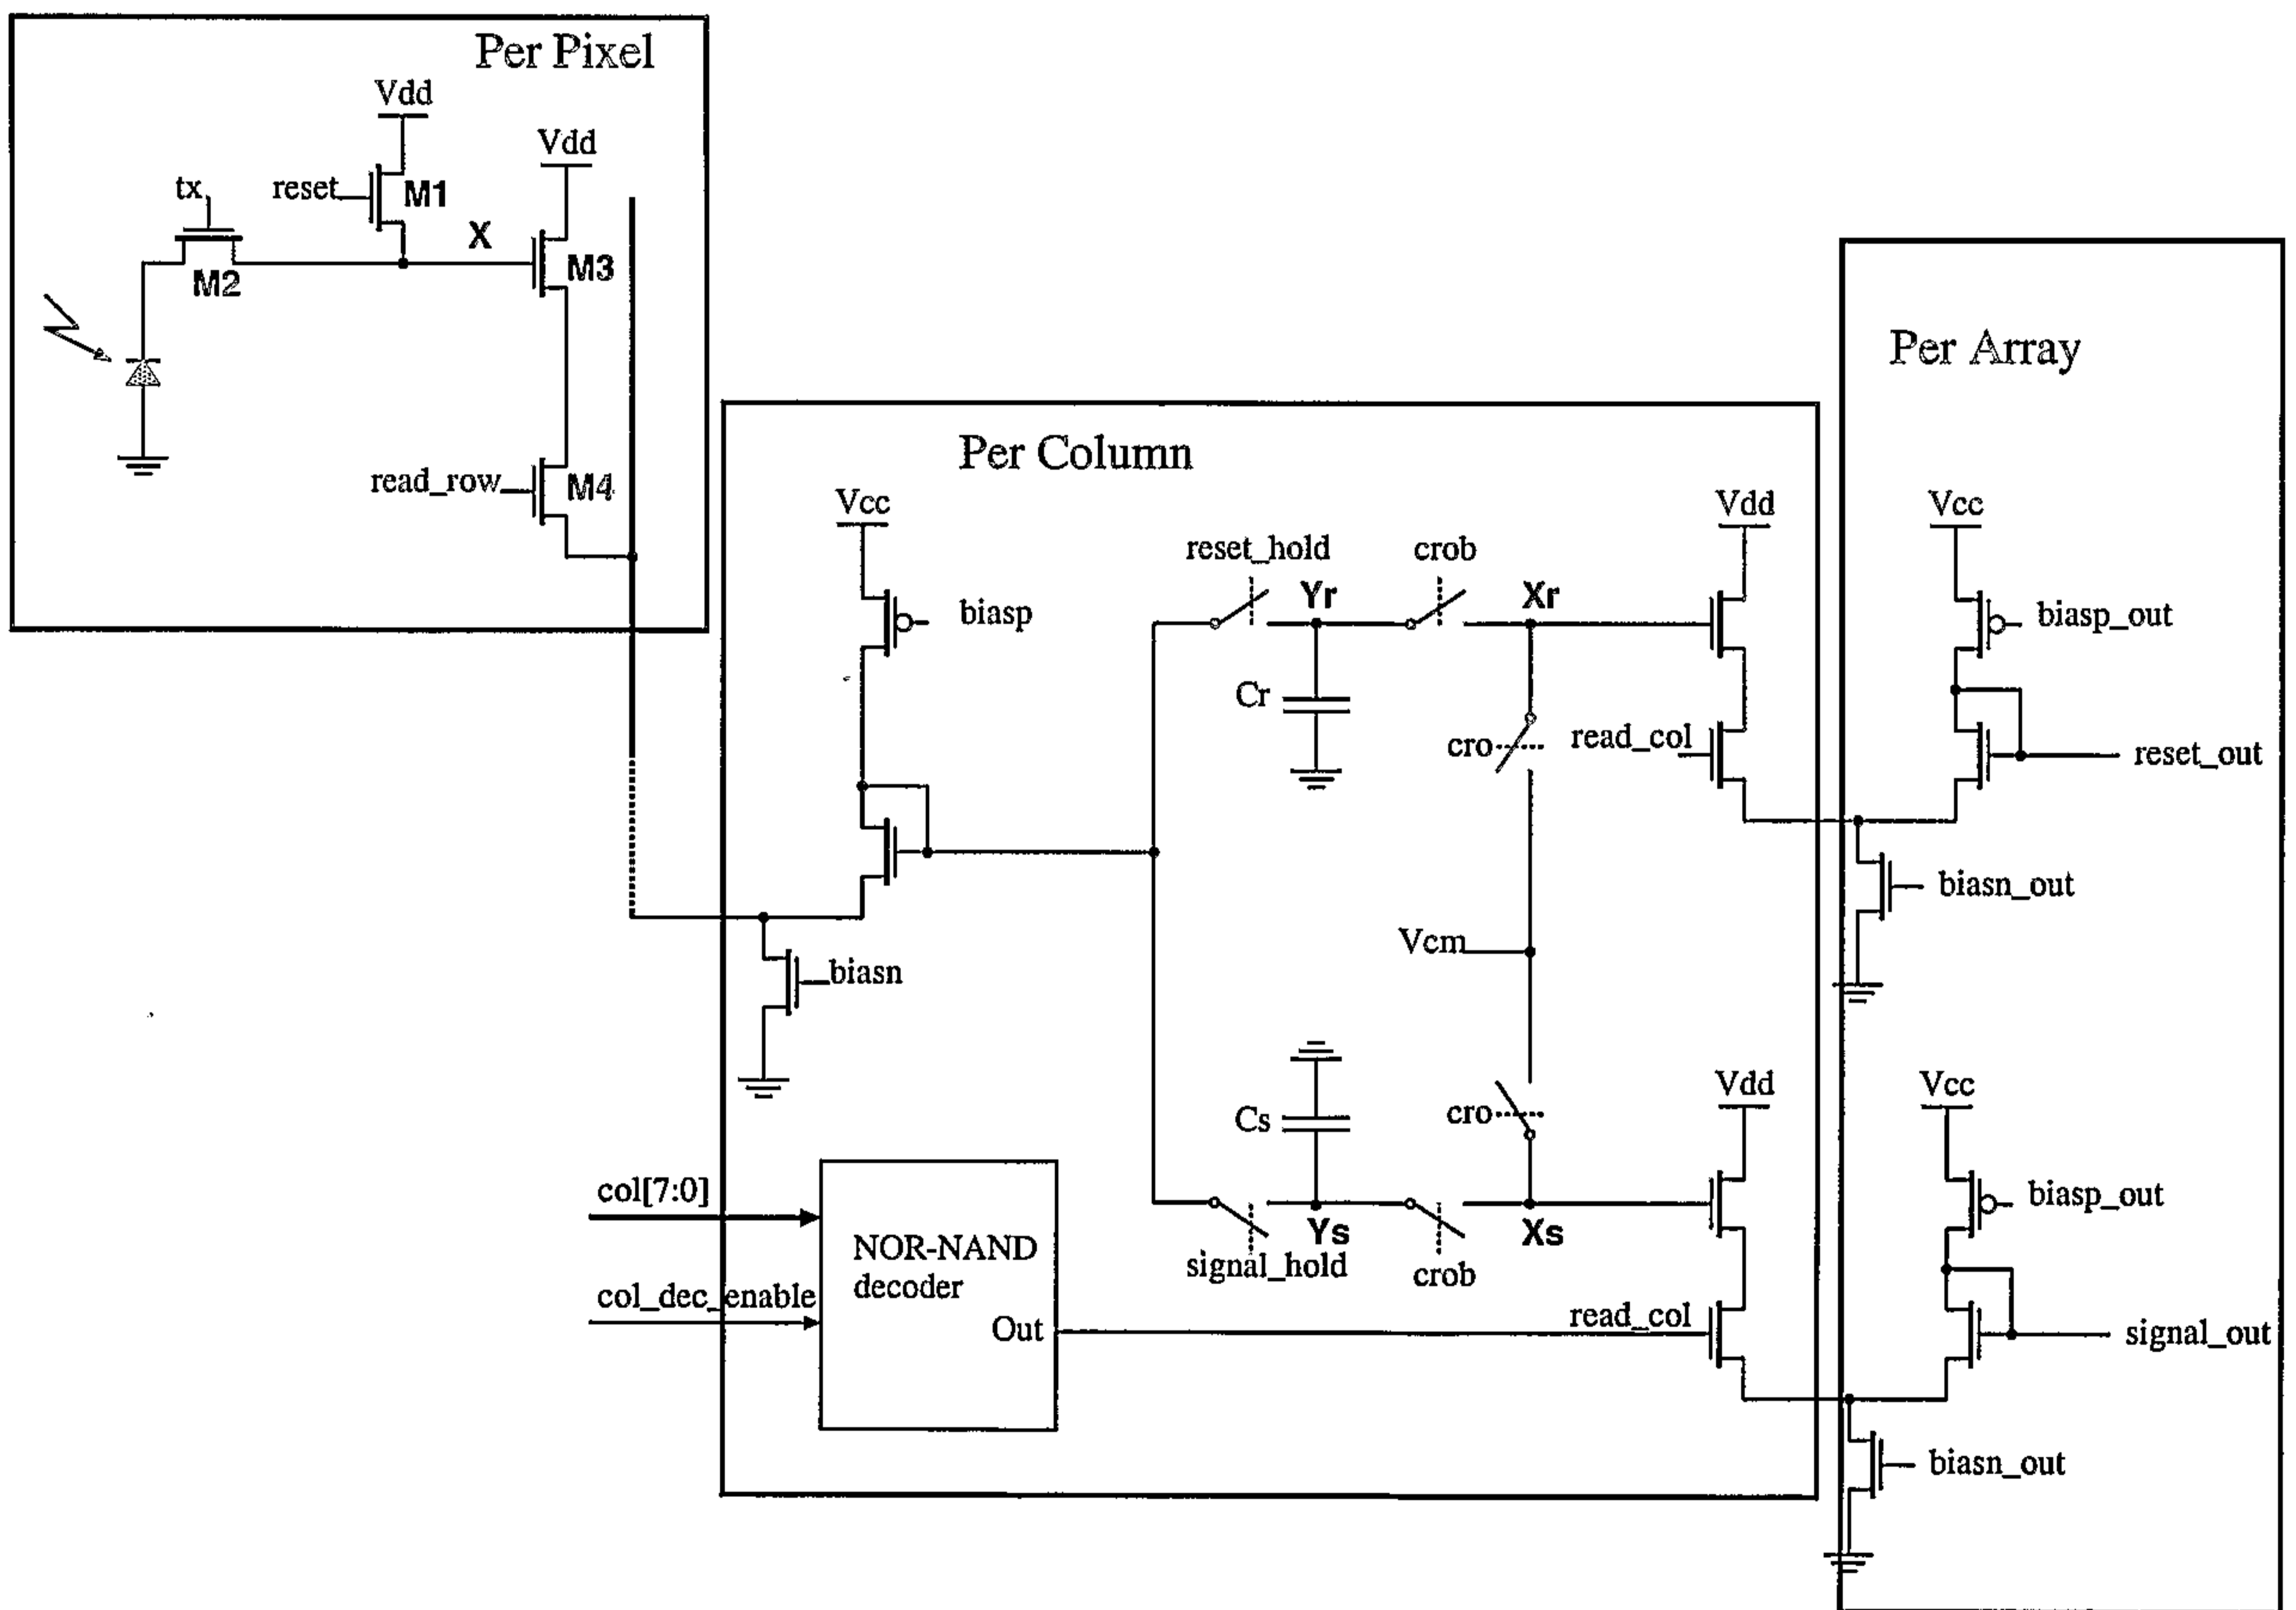 Per Pixel
Vdd
Vdd
tx
reset
M1
X
M2
M3
read_row
M4
Per Array
Per Column
Vcc
Vdd
Vcc
reset_hold
crob
Yr
Xr
biasp
biasp_out
Cr
cro
read_col
reset_out
biasn_out
Vcm
biasn
Vdd
Vcc
Cs
cro
col[7:0]
biasp_out
NOR-NAND
decoder
Ys
Xs
signal_hold
crob
col_dec_enable
Out
read_col
signal_out
biasn_out